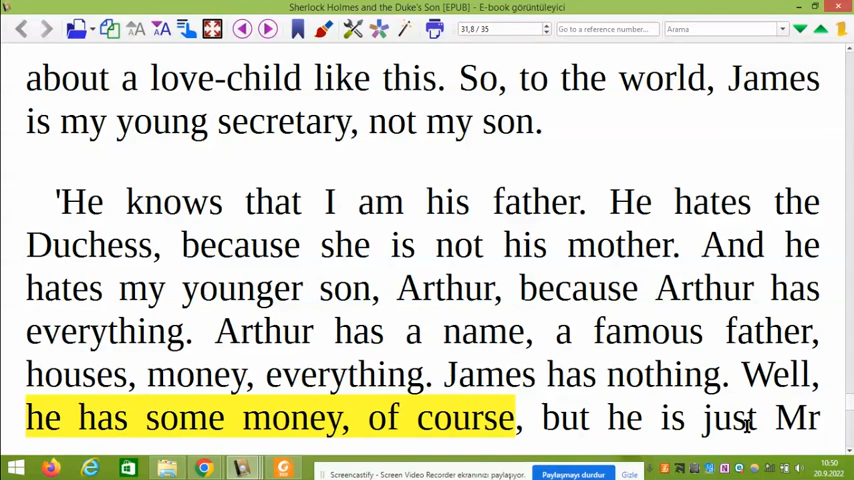 Sherlock Holmes and the Duke's Son [EPUB] - E-book görüntüleyici
31,8 / 35
Go to a reference number...
Arama
about a love-child like this. So, to the world, James
is my young secretary, not my son.
'He knows that I am his father. He hates the
Duchess, because she is not his mother. And he
hates my younger son, Arthur, because Arthur has
everything. Arthur has a name, a famous father,
houses, money, everything. James has nothing. Well,
he has some money, of course, but he is just Mr
Screencastify - Screen Video Recorder ekranınızı paylaşıyor.
Paylaşmayı durdur
Gizle
10:50
20.9.2022